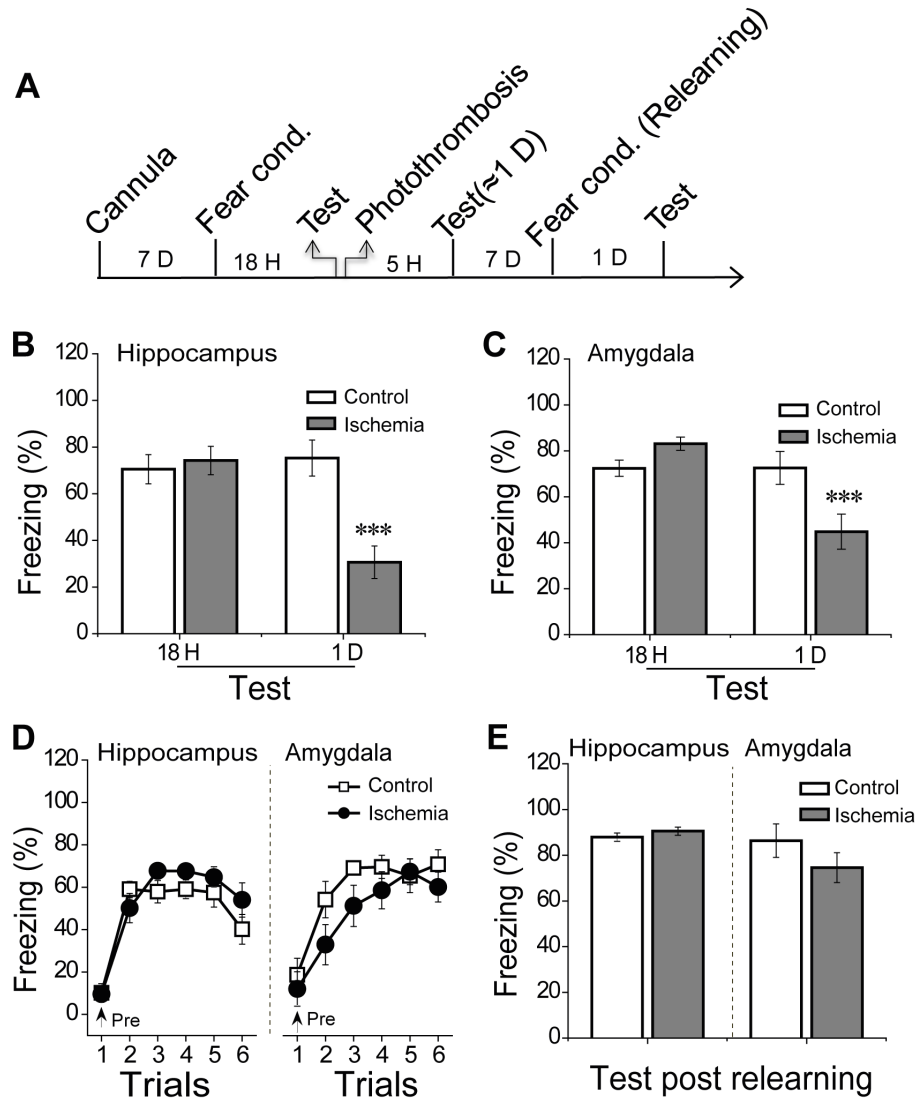 A
Cannula
Fear cond.
Test
Photothrombosis
Test(≈1 D)
Fear cond. (Relearning)
Test
7 D
18 H
5 H
7 D
1 D
B
Hippocampus
Control
Ischemia
120
100
80
60
40
20
0
Freezing (%)
***
18 H
1 D
Test
C
Amygdala
Control
Ischemia
120
100
80
60
40
20
0
Freezing (%)
***
18 H
1 D
Test
D
Hippocampus
Amygdala
Control
Ischemia
120
100
80
60
40
20
0
Freezing (%)
Pre
Pre
1 2 3 4 5 6
1 2 3 4 5 6
Trials
Trials
E
Hippocampus
Amygdala
Control
Ischemia
120
100
80
60
40
20
0
Freezing (%)
Test post relearning